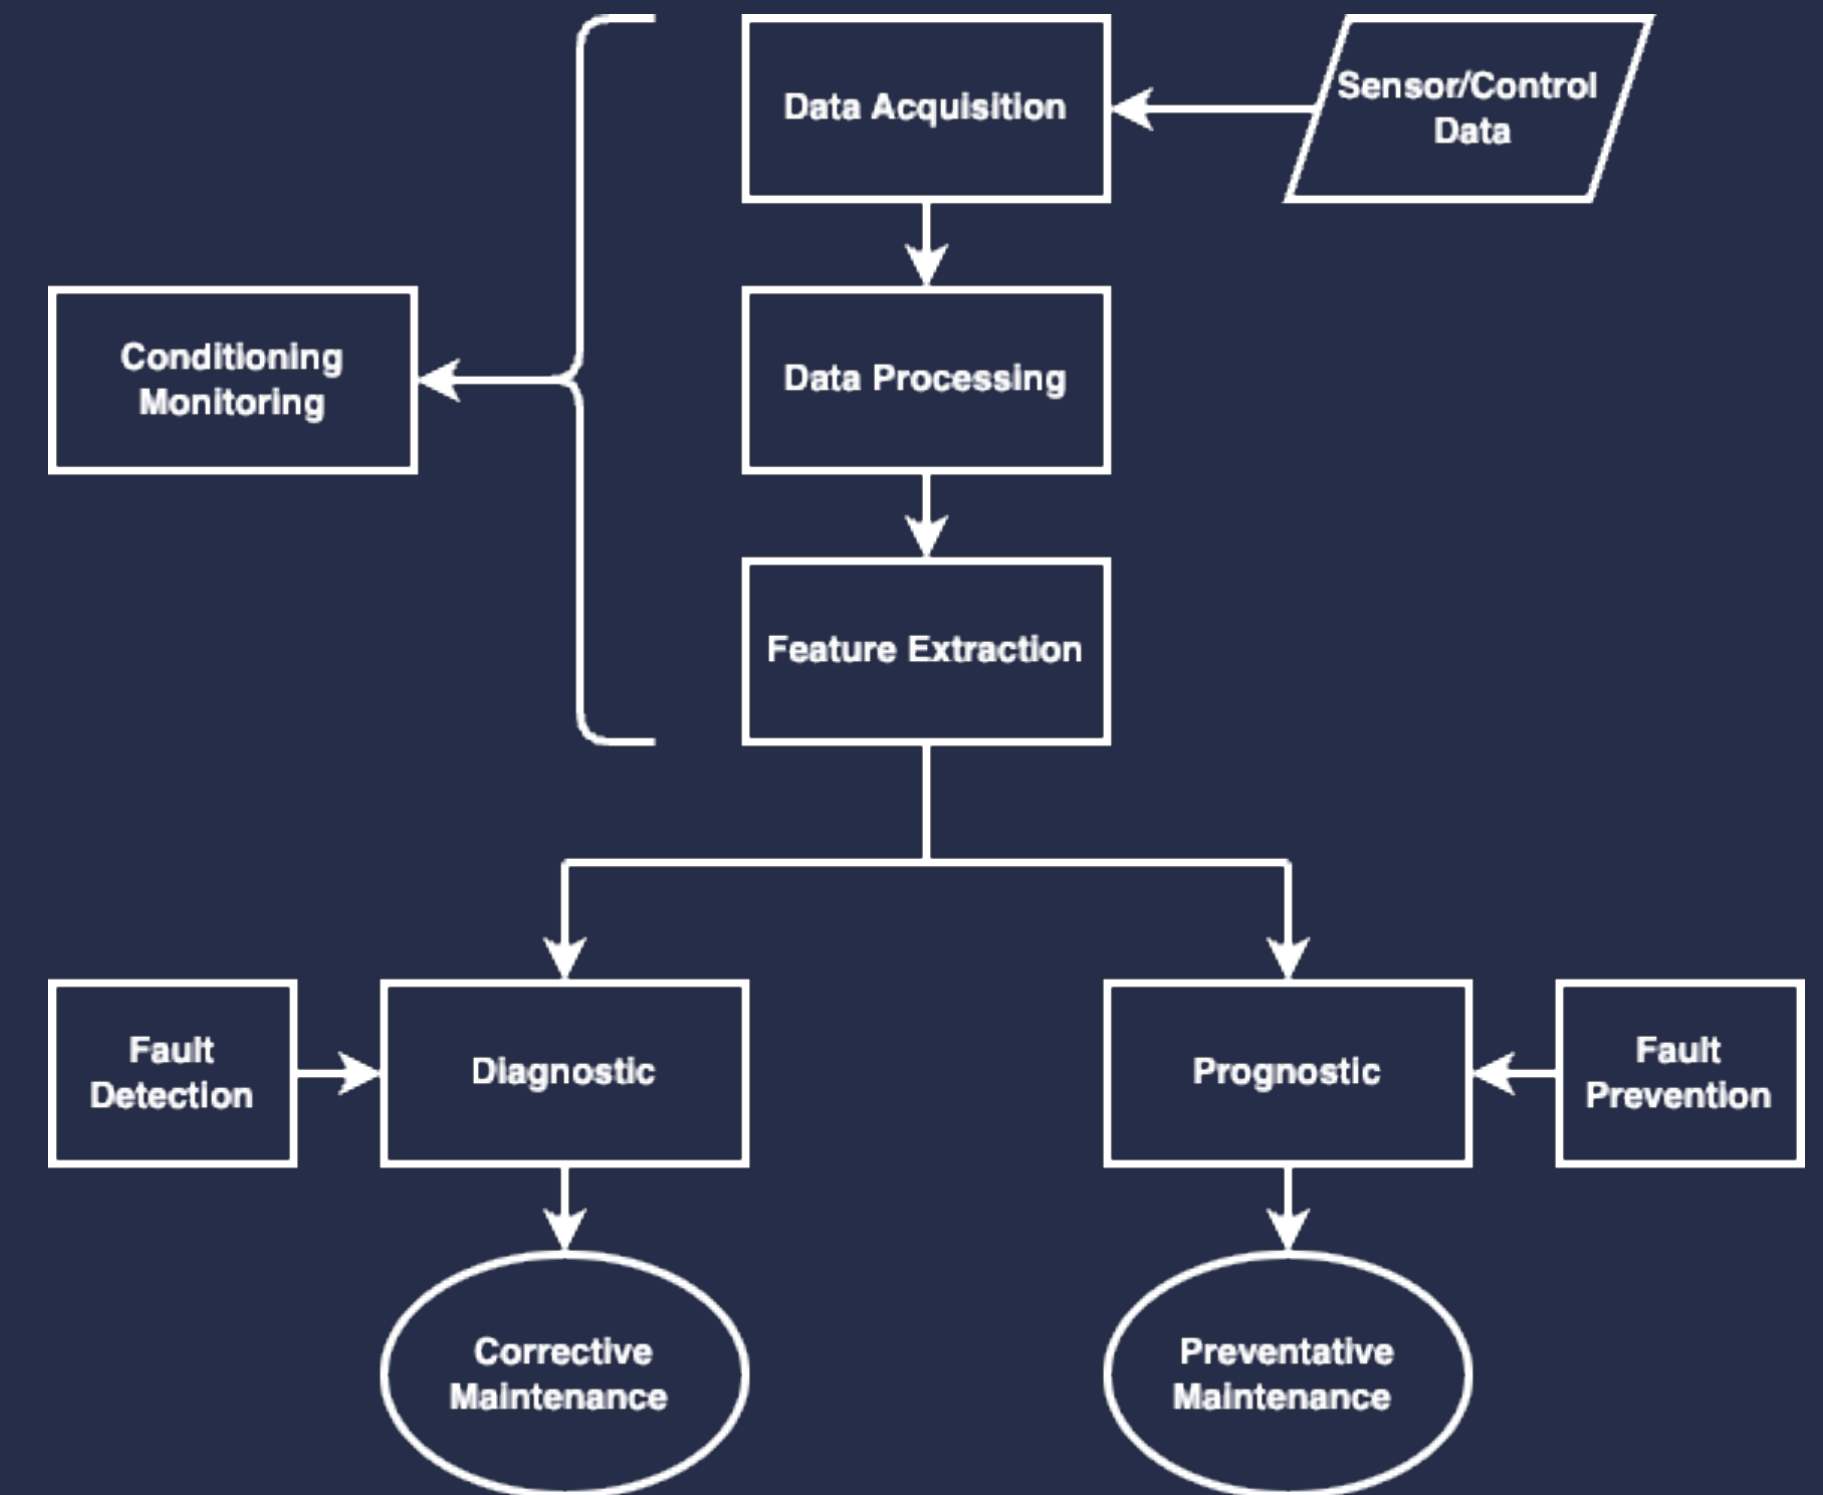 Data Acquisition
Sensor/Control
Data
Conditioning
Monitoring
Data Processing
Feature Extraction
Fault
Detection
Diagnostic
Prognostic
Fault
Prevention
Corrective
Maintenance
Preventative
Maintenance